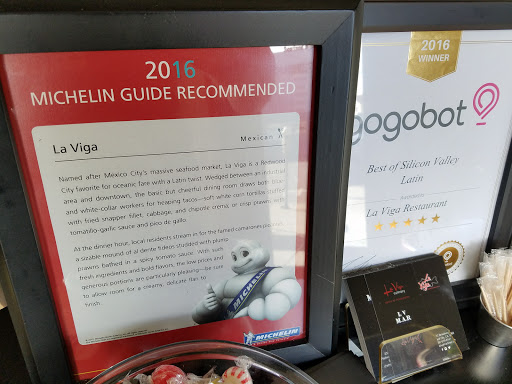 2016
MICHELIN GUIDE RECOMMENDED
La Viga
Mexican
Named after Mexico City's massive seafood market, La Viga is a Redwood
City favorite for oceanic fare with a Latin twist. Wedged between an industrial
area and downtown, the basic but cheerful dining room draws both blue-
and white-collar workers for heaping tacos—soft white corn tortillas stuffed
with fried snapper fillet, cabbage, and chipotle crema; or crisp prawns with
tomatillo-garlic sauce and pico de gallo.
At the dinner hour, local residents stream in for the famed camarones
a sizable mound of al dente fideos studded with plump
prawns bathed in a spicy tomato sauce. With such
fresh ingredients and bold flavors, the low prices and
generous portions are particularly pleasing—be sure
to allow room for a creamy, delicate flan to
finish.
MICHELIN
MICHELIN
2016
WINNER
gogobot
Best of Silicon Valley
Latin
La Viga Restaurant
La Viga
LV
MAR